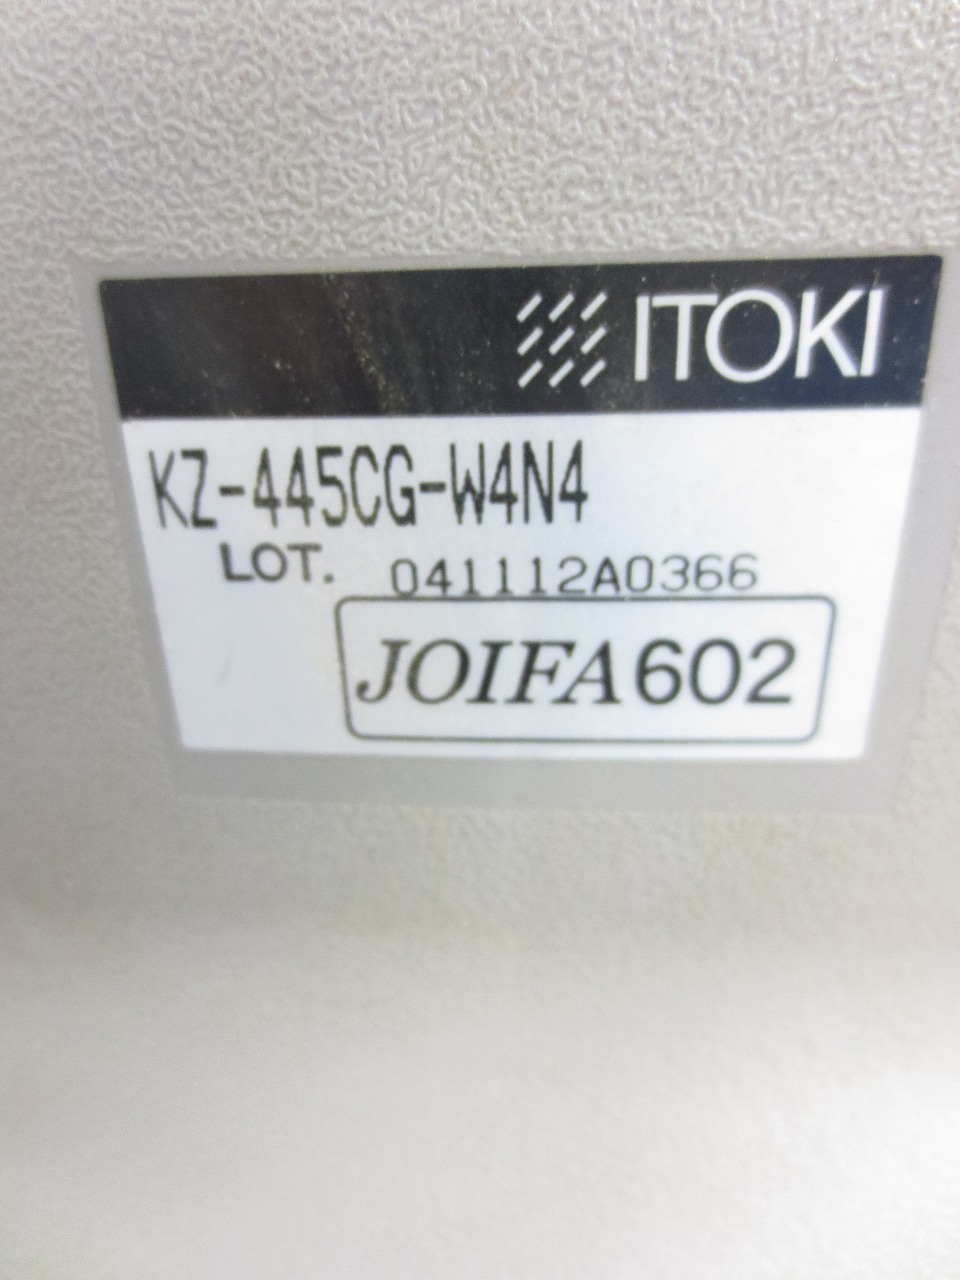 ITOKI
KZ-445CG-W4N4
LOT. 041112A0366
JOIFA602